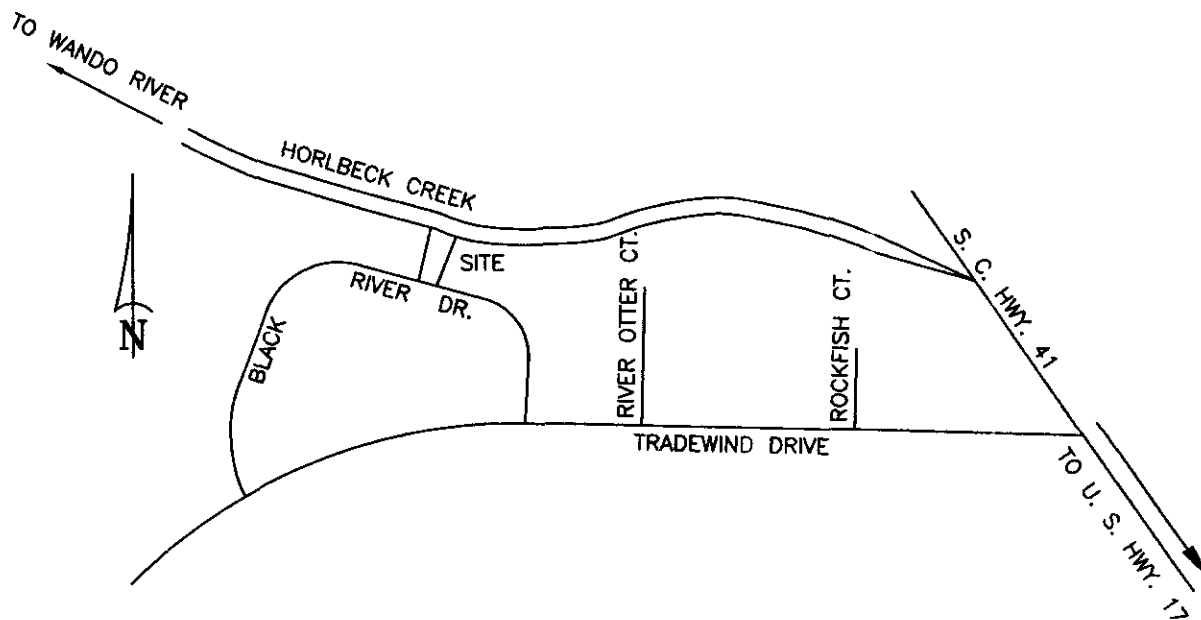 TO WANDO RIVER
HORLBECK CREEK
SITE
RIVER DR.
BLACK
N
RIVER OTTER CT.
ROCKFISH CT.
S. C. HWY. 41
TRADEWIND DRIVE
TO U. S. HWY. 17